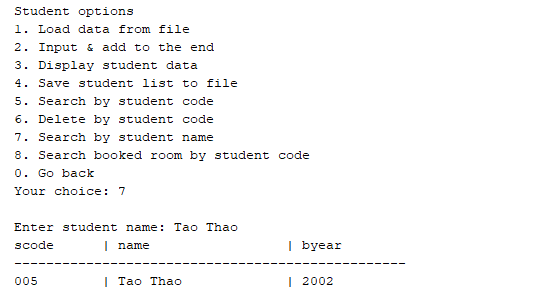 Student options
1. Load data from file
2. Input & add to the end
3. Display student data
4. Save student list to file
5. Search by student code
6. Delete by student code
7. Search by student name
8. Search booked room by student code
0. Go back
Your choice: 7
Enter student name: Tao Thao
scode | name | byear
-------------------------------------------------
005 | Tao Thao | 2002